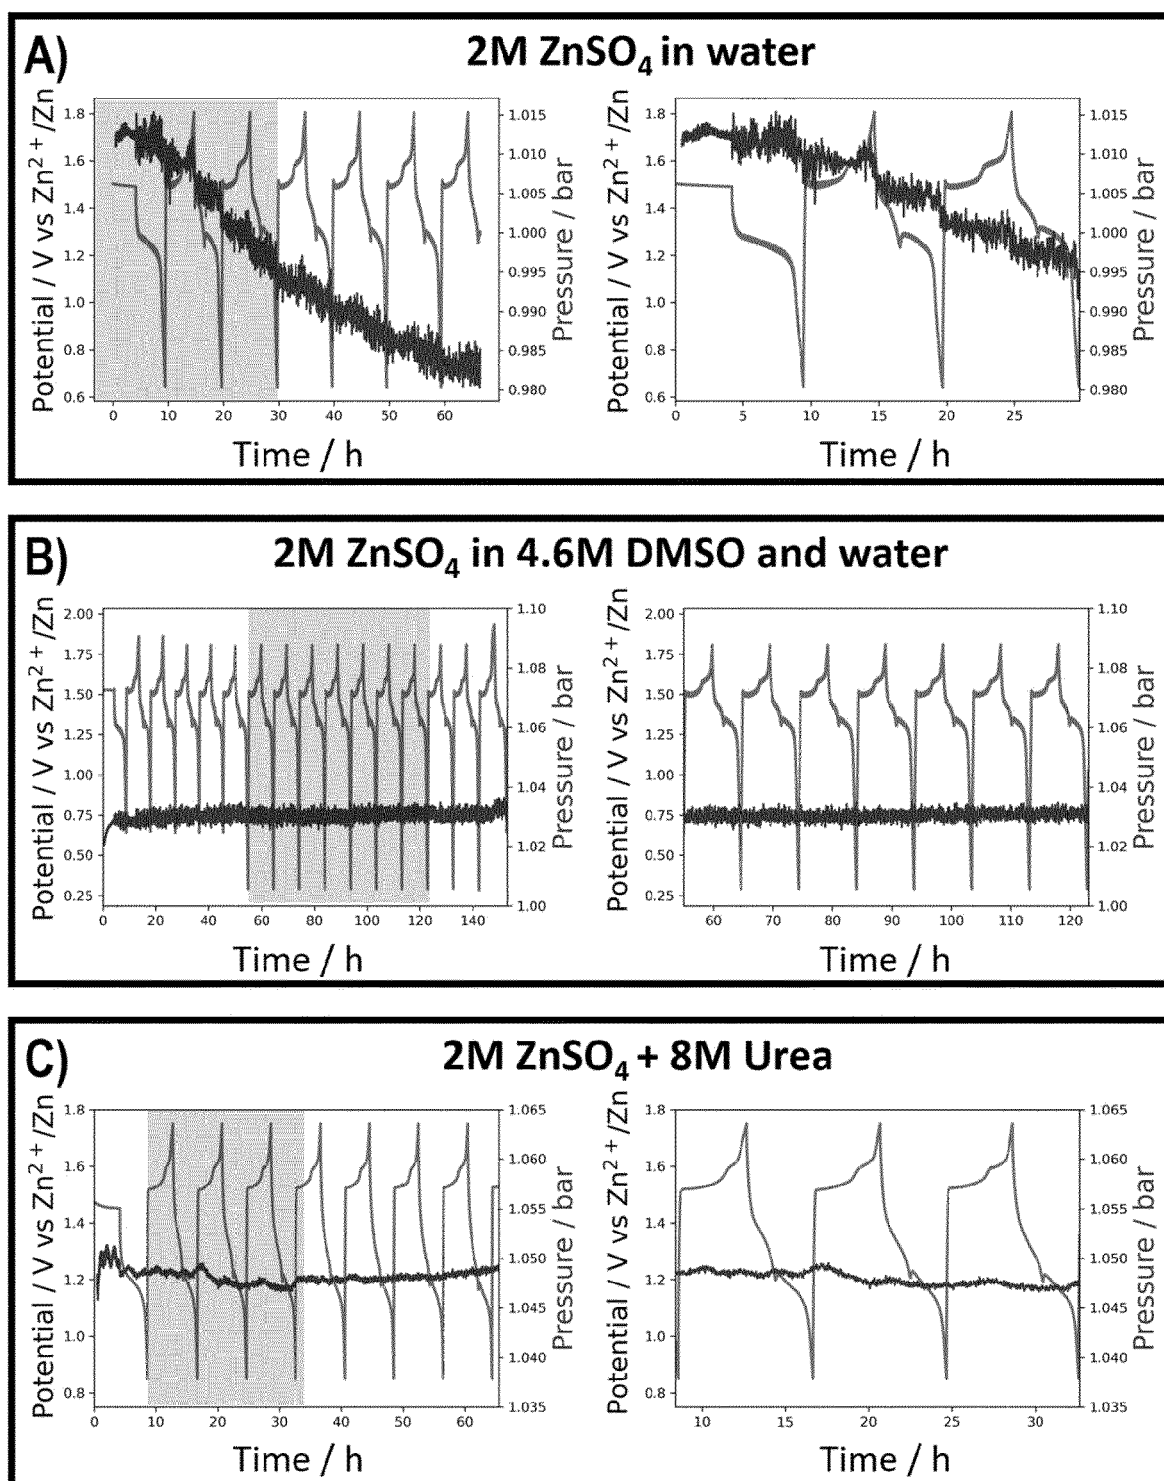 A)
2M ZnSO4 in water
Potential / V vs Zn2+/Zn
1.8
1.6
1.4
1.2
1.0
0.8
0.6
0 10 20 30 40 50 60
Time / h
1.015
1.010
1.005
1.000
0.995
0.990
0.985
0.980
Pressure / bar
Potential / V vs Zn2+/Zn
1.8
1.6
1.4
1.2
1.0
0.8
0.6
0 5 10 15 20 25
Time / h
1.015
1.010
1.005
1.000
0.995
0.990
0.985
0.980
Pressure / bar
B)
2M ZnSO4 in 4.6M DMSO and water
Potential / V vs Zn2+/Zn
2.00
1.75
1.50
1.25
1.00
0.75
0.50
0.25
0 20 40 60 80 100 120 140
Time / h
1.10
1.08
1.06
1.04
1.02
1.00
Pressure / bar
Potential / V vs Zn2+/Zn
2.00
1.75
1.50
1.25
1.00
0.75
0.50
0.25
60 70 80 90 100 110 120
Time / h
1.10
1.08
1.06
1.04
1.02
1.00
Pressure / bar
C)
2M ZnSO4 + 8M Urea
Potential / V vs Zn2+/Zn
1.8
1.6
1.4
1.2
1.0
0.8
0 10 20 30 40 50 60
Time / h
1.065
1.060
1.055
1.050
1.045
1.040
1.035
Pressure / bar
Potential / V vs Zn2+/Zn
1.8
1.6
1.4
1.2
1.0
0.8
10 15 20 25 30
Time / h
1.065
1.060
1.055
1.050
1.045
1.040
1.035
Pressure / bar